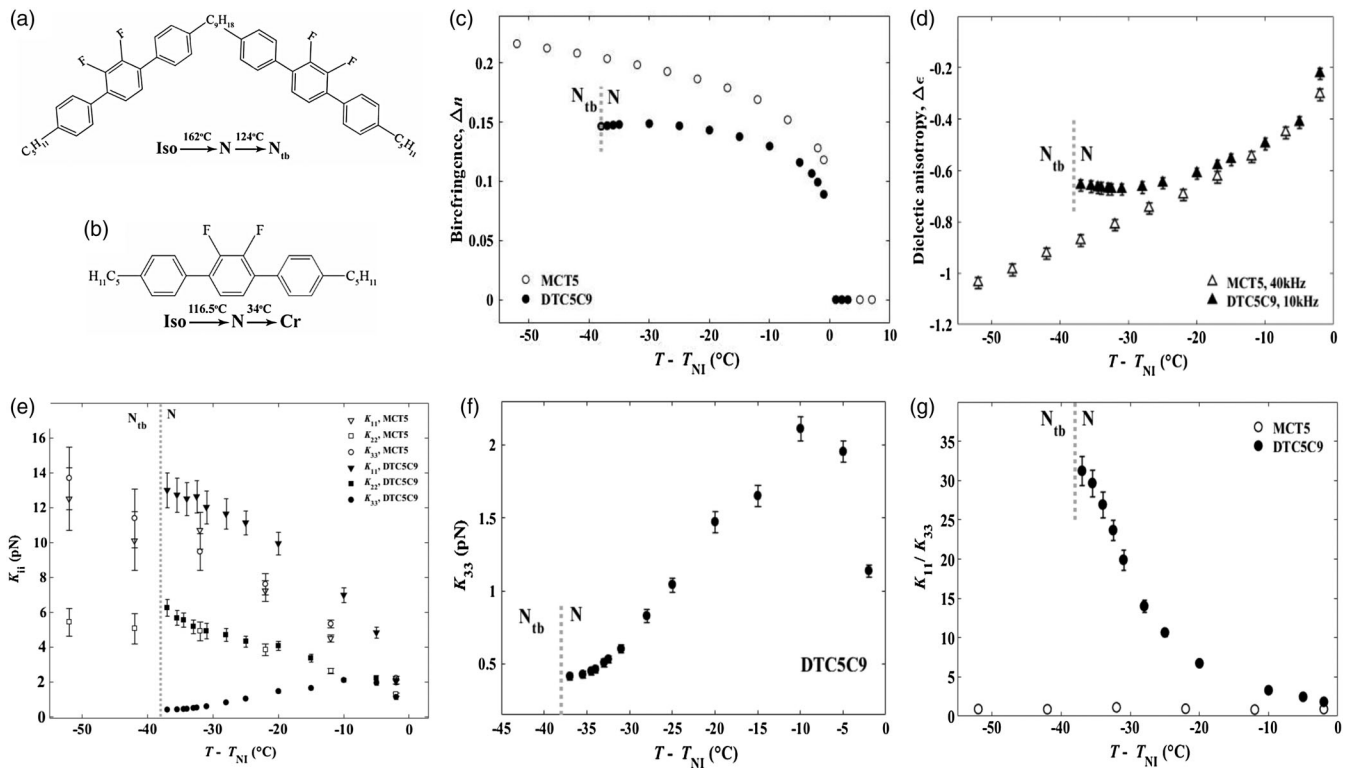 (a)
C9H18
F
F
F
F
C5H11
C5H11
162°C
124°C
Iso → N → Ntb
(b)
F
F
H11C5
C5H11
116.5°C
34°C
Iso → N → Cr
(c)
Birefringence, Δn
0.2
0.15
0.1
0.05
0
Ntb
N
MCT5
DTC5C9
-50
-40
-30
-20
-10
0
10
T - TNI (°C)
(d)
Dielectic anisotropy, Δϵ
-0.2
-0.4
-0.6
-0.8
-1
-1.2
Ntb
N
MCT5, 40kHz
DTC5C9, 10kHz
-50
-40
-30
-20
-10
0
T - TNI (°C)
(e)
Kii (pN)
16
14
12
10
8
6
4
2
0
Ntb
N
K11, MCT5
K22, MCT5
K33, MCT5
K11, DTC5C9
K22, DTC5C9
K33, DTC5C9
-50
-40
-30
-20
-10
0
T - TNI (°C)
(f)
K33 (pN)
2
1.5
1
0.5
Ntb
N
DTC5C9
-45
-40
-35
-30
-25
-20
-15
-10
-5
0
T - TNI (°C)
(g)
K11/ K33
35
30
25
20
15
10
5
0
Ntb
N
MCT5
DTC5C9
-50
-40
-30
-20
-10
0
T - TNI (°C)